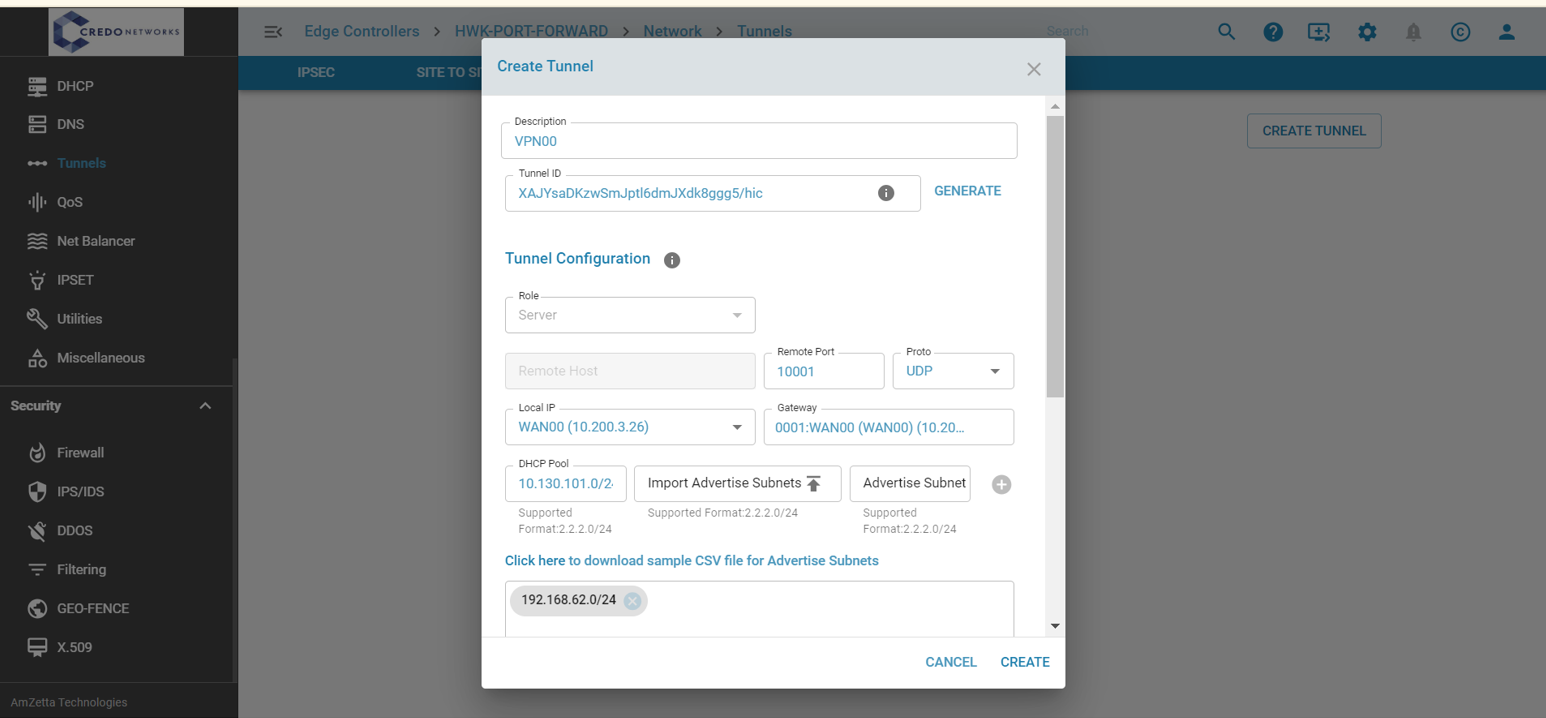 CREDO NETWORKS
Edge Controllers > HWK-PORT-FORWARD > Network > Tunnels
Search
IPSEC
SITE TO SI
DHCP
DNS
Tunnels
QoS
Net Balancer
IPSET
Utilities
Miscellaneous
Security
Firewall
IPS/IDS
DDOS
Filtering
GEO-FENCE
X.509
AmZetta Technologies
CREATE TUNNEL
Create Tunnel
Description
VPN00
Tunnel ID
XAJYsaDKzwSmJptl6dmJXdk8ggg5/hic
GENERATE
Tunnel Configuration
Role
Server
Remote Host
Remote Port
10001
Proto
UDP
Local IP
WAN00 (10.200.3.26)
Gateway
0001:WAN00 (WAN00) (10.20...
DHCP Pool
10.130.101.0/2
Supported
Format:2.2.2.0/24
Import Advertise Subnets
Supported Format:2.2.2.0/24
Advertise Subnet
Supported
Format:2.2.2.0/24
Click here to download sample CSV file for Advertise Subnets
192.168.62.0/24
CANCEL
CREATE